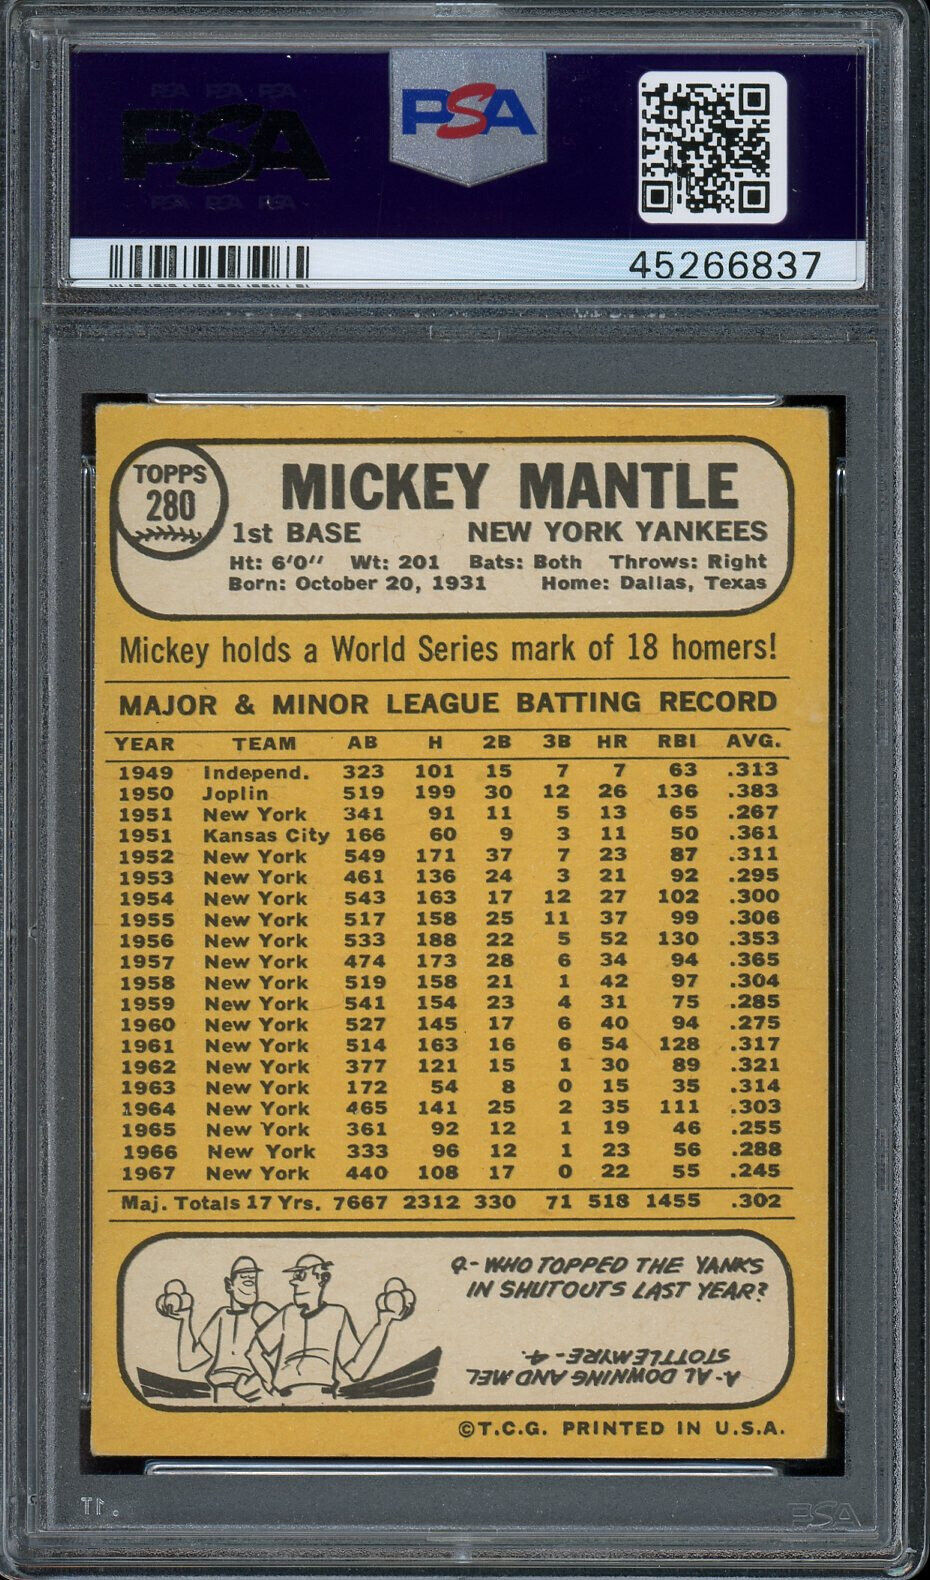 PSA PSA PSA
PSA
PSA PSA PSA
PSA
45266837
TOPPS
280
MICKEY MANTLE
1st BASE NEW YORK YANKEES
Ht: 6'0" Wt: 201 Bats: Both Throws: Right
Born: October 20, 1931 Home: Dallas, Texas
Mickey holds a World Series mark of 18 homers!
MAJOR & MINOR LEAGUE BATTING RECORD
YEAR TEAM AB H 2B 3B HR RBI AVG.
1949 Independ. 323 101 15 7 7 63 .313
1950 Joplin 519 199 30 12 26 136 .383
1951 New York 341 91 11 5 13 65 .267
1951 Kansas City 166 60 9 3 11 50 .361
1952 New York 549 171 37 7 23 87 .311
1953 New York 461 136 24 3 21 92 .295
1954 New York 543 163 17 12 27 102 .300
1955 New York 517 158 25 11 37 99 .306
1956 New York 533 188 22 5 52 130 .353
1957 New York 474 173 28 6 34 94 .365
1958 New York 519 158 21 1 42 97 .304
1959 New York 541 154 23 4 31 75 .285
1960 New York 527 145 17 6 40 94 .275
1961 New York 514 163 16 6 54 128 .317
1962 New York 377 121 15 1 30 89 .321
1963 New York 172 54 8 0 15 35 .314
1964 New York 465 141 25 2 35 111 .303
1965 New York 361 92 12 1 19 46 .255
1966 New York 333 96 12 1 23 56 .288
1967 New York 440 108 17 0 22 55 .245
Maj. Totals 17 Yrs. 7667 2312 330 71 518 1455 .302
Q-WHO TOPPED THE YANKS
IN SHUTOUTS LAST YEAR?
A-AL DOWNING AND MEL
STOTTLEMYRE-4.
©T.C.G. PRINTED IN U.S.A.
PSA